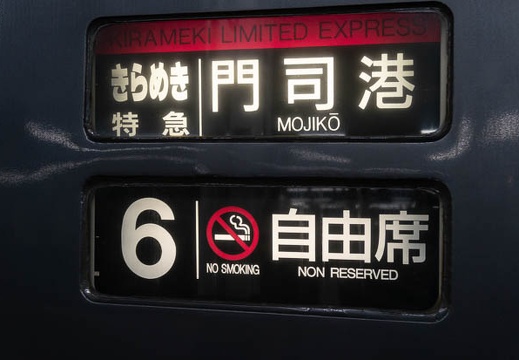 KIRAMEKI LIMITED EXPRESS
きらめき
特急
門司港
MOJIKŌ
6
NO SMOKING
自由席
NON RESERVED